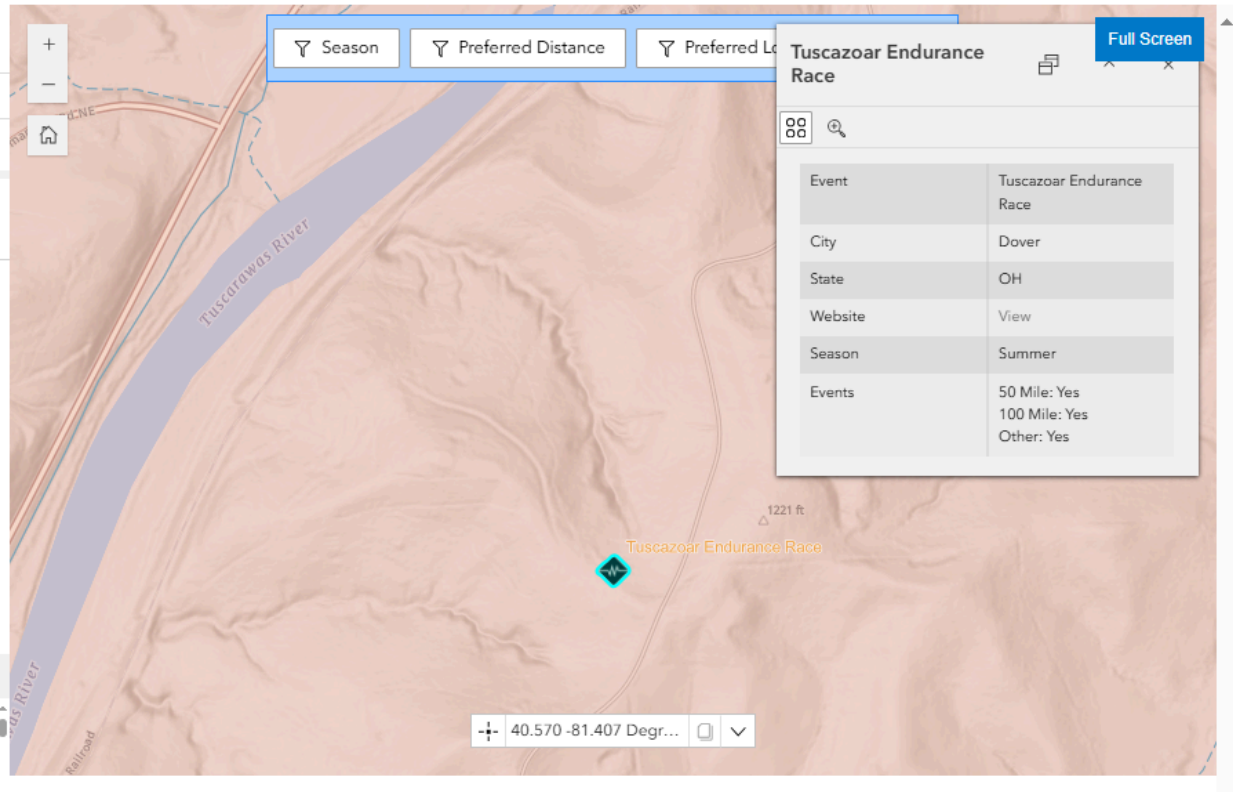 Season
Preferred Distance
Preferred Lo
Full Screen
Tuscazoar Endurance
Race
Event
Tuscazoar Endurance
Race
City
Dover
State
OH
Website
View
Season
Summer
Events
50 Mile: Yes
100 Mile: Yes
Other: Yes
Tuscarawas River
1221 ft
Tuscazoar Endurance Race
40.570 -81.407 Degr...
Railroad